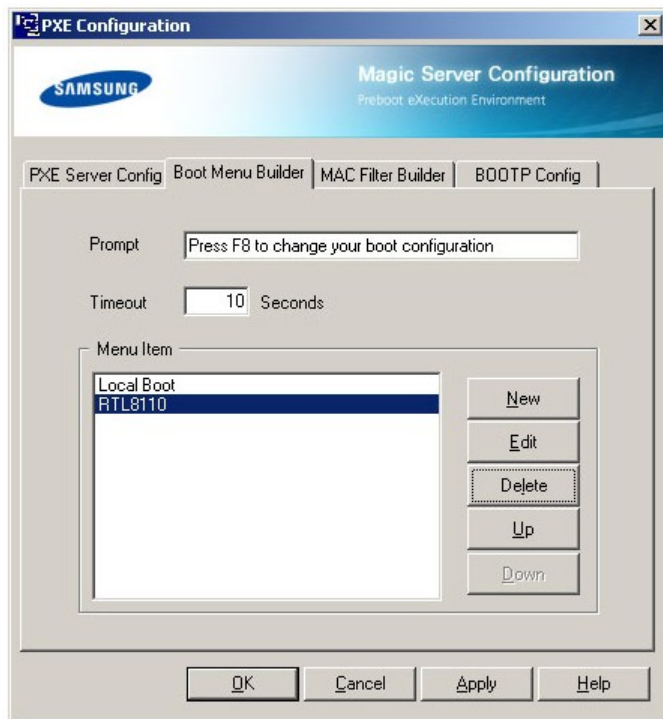 PXE Configuration
SAMSUNG
Magic Server Configuration
Preboot eXecution Environment
PXE Server Config
Boot Menu Builder
MAC Filter Builder
BOOTP Config
Prompt
Press F8 to change your boot configuration
Timeout
10
Seconds
Menu Item
Local Boot
RTL8110
New
Edit
Delete
Up
Down
OK
Cancel
Apply
Help